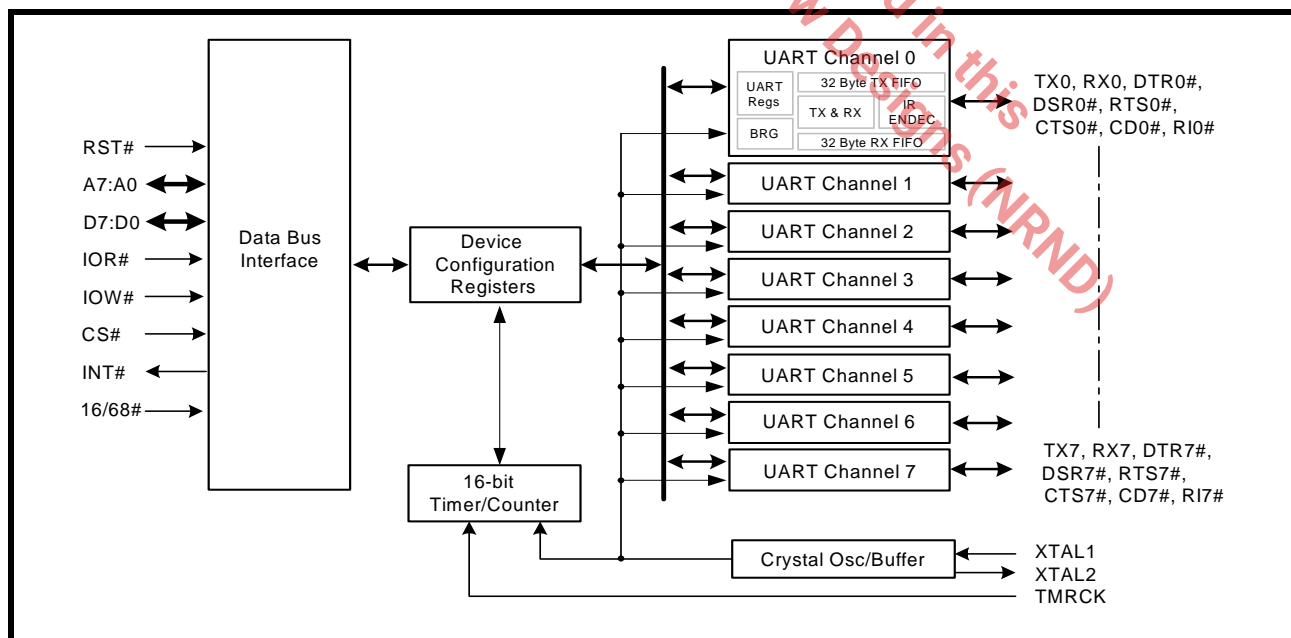 RST#
A7:A0
D7:D0
IOR#
IOW#
CS#
INT#
16/68#
Data Bus
Interface
Device
Configuration
Registers
16-bit
Timer/Counter
UART Channel 0
UART
Regs
BRG
32 Byte TX FIFO
TX & RX
IR
ENDEC
32 Byte RX FIFO
UART Channel 1
UART Channel 2
UART Channel 3
UART Channel 4
UART Channel 5
UART Channel 6
UART Channel 7
Crystal Osc/Buffer
TX0, RX0, DTR0#,
DSR0#, RTS0#,
CTS0#, CD0#, RI0#
TX7, RX7, DTR7#,
DSR7#, RTS7#,
CTS7#, CD7#, RI7#
XTAL1
XTAL2
TMRCK
in this
Designs (NRND)